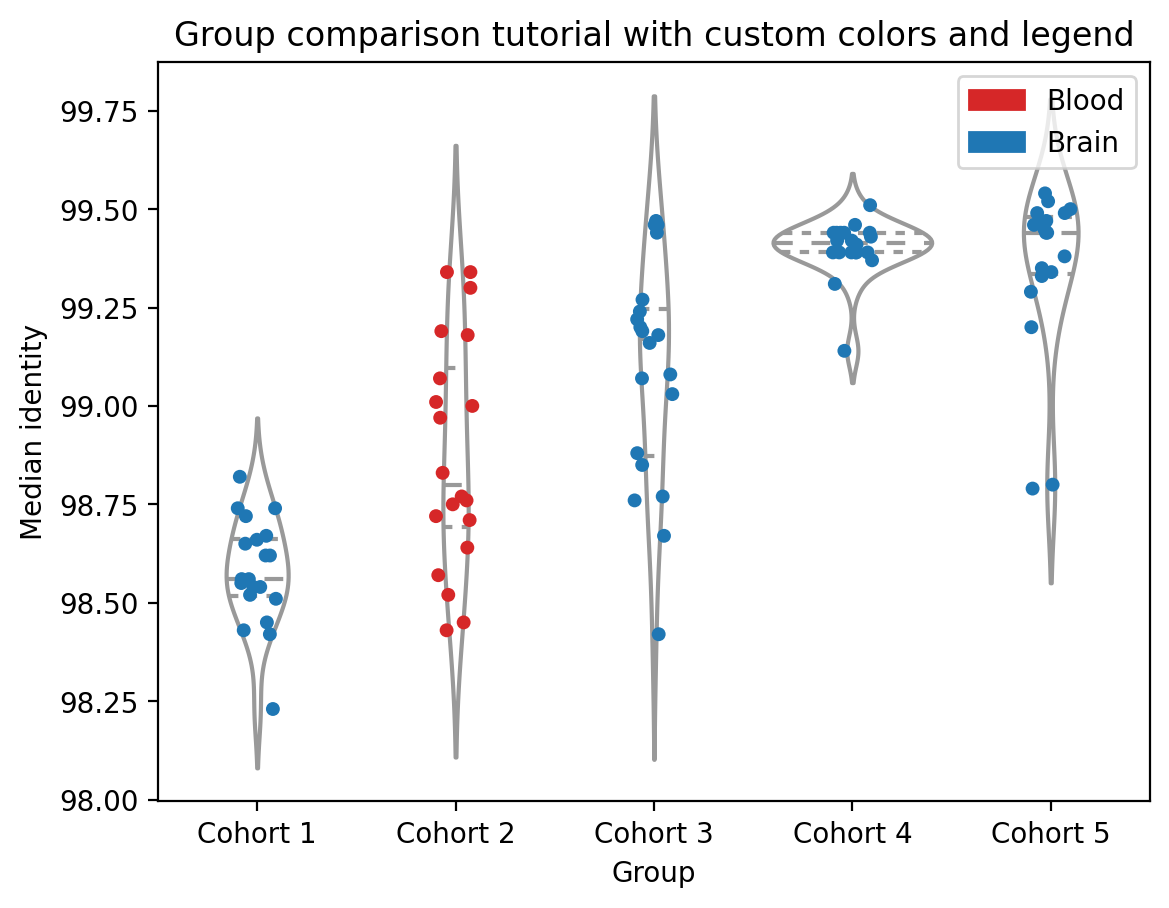 Group comparison tutorial with custom colors and legend
Blood
Brain
99.75
99.50
99.25
99.00
98.75
98.50
98.25
98.00
Median identity
Cohort 1
Cohort 2
Cohort 3
Cohort 4
Cohort 5
Group